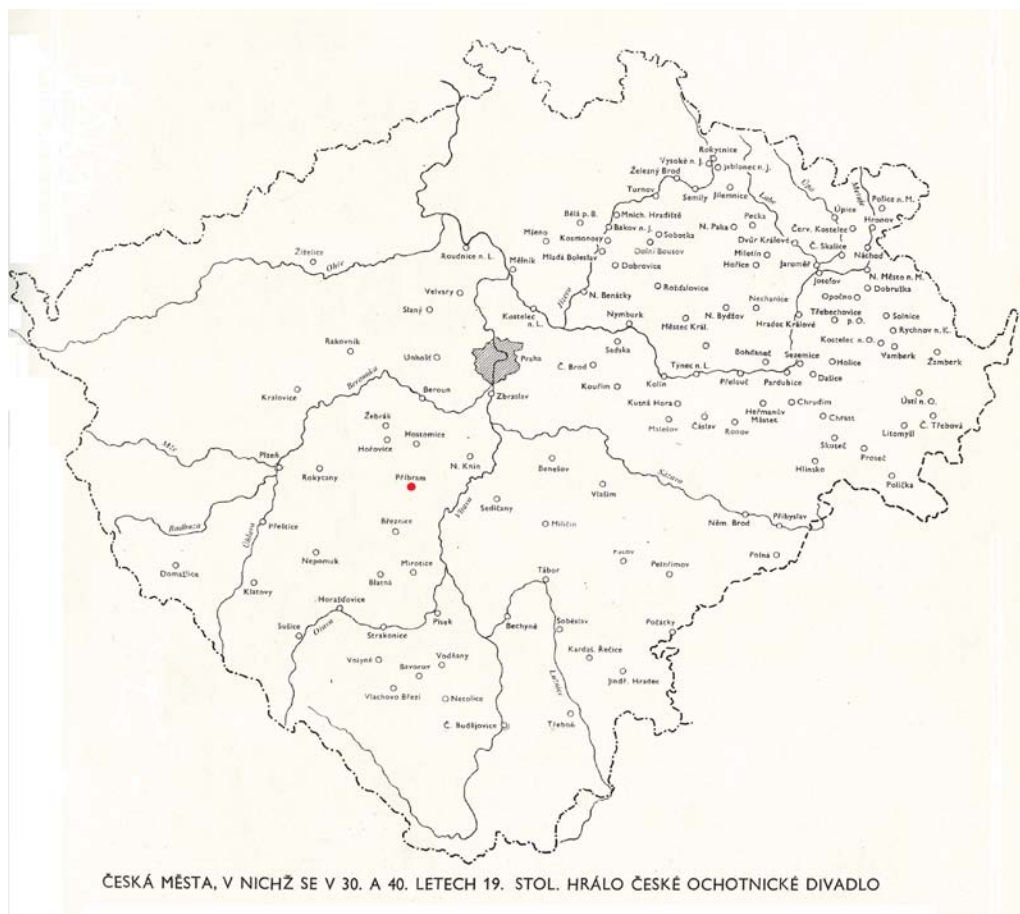 Rokytnice
Vysoké n. J.
Jablonec n. J.
Železný Brod
Semily
Jilemnice
Turnov
Labe
Úpa
Metuje
Police n. M.
Úpice
Hronov
Bělá p. B.
Mnich. Hradiště
Bakov n. J.
Sobotka
N. Paka
Pecka
Červ. Kostelec
Mšeno
Kosmonosy
Dolní Bousov
Dvůr Králové
Č. Skalice
Mladá Boleslav
Miletín
Náchod
Žitelice
Ohře
Roudnice n. L.
Mělník
Dobrovice
Hořice
Jaroměř
Josefov
N. Město n. M.
Dobruška
Velvary
Jizera
N. Benátky
Rožďalovice
Nechanice
Opočno
Slaný
Kostelec
n. L.
Nymburk
Městec Král.
N. Bydžov
Hradec Králové
Třebechovice
p. O.
Solnice
Rychnov n. K.
Kostelec n. O.
Vamberk
Žamberk
Rakovník
Unhošť
Praha
Sadská
Č. Brod
Bohdaneč
Sezemice
Holice
Týnec n. L.
Kolín
Přelouč
Pardubice
Dašice
Kralovice
Berounka
Beroun
Zbraslav
Kouřim
Kutná Hora
Heřmanův
Městec
Chrudim
Chrast
Ústí n. O.
Žebrák
Hostomice
Malešov
Čáslav
Ronov
Litomyšl
Č. Třebová
Hořovice
Skuteč
Proseč
Mže
Plzeň
Rokycany
N. Knín
Benešov
Sázava
Hlinsko
Polička
Příbram
Sedlčany
Vlašim
Vltava
Radbuza
Přeštice
Úhlava
Březnice
Miličín
Něm. Brod
Přibyslav
Domažlice
Nepomuk
Mirotice
Blatná
Pacov
Pelhřimov
Polná
Klatovy
Tábor
Horažďovice
Sušice
Otava
Strakonice
Písek
Bechyně
Soběslav
Počátky
Volyně
Bavorov
Vodňany
Kardaš. Řečice
Jindř. Hradec
Vlachovo Březí
Netolice
Lužnice
Č. Budějovice
Třeboň
ČESKÁ MĚSTA, V NICHŽ SE V 30. A 40. LETECH 19. STOL. HRÁLO ČESKÉ OCHOTNICKÉ DIVADLO